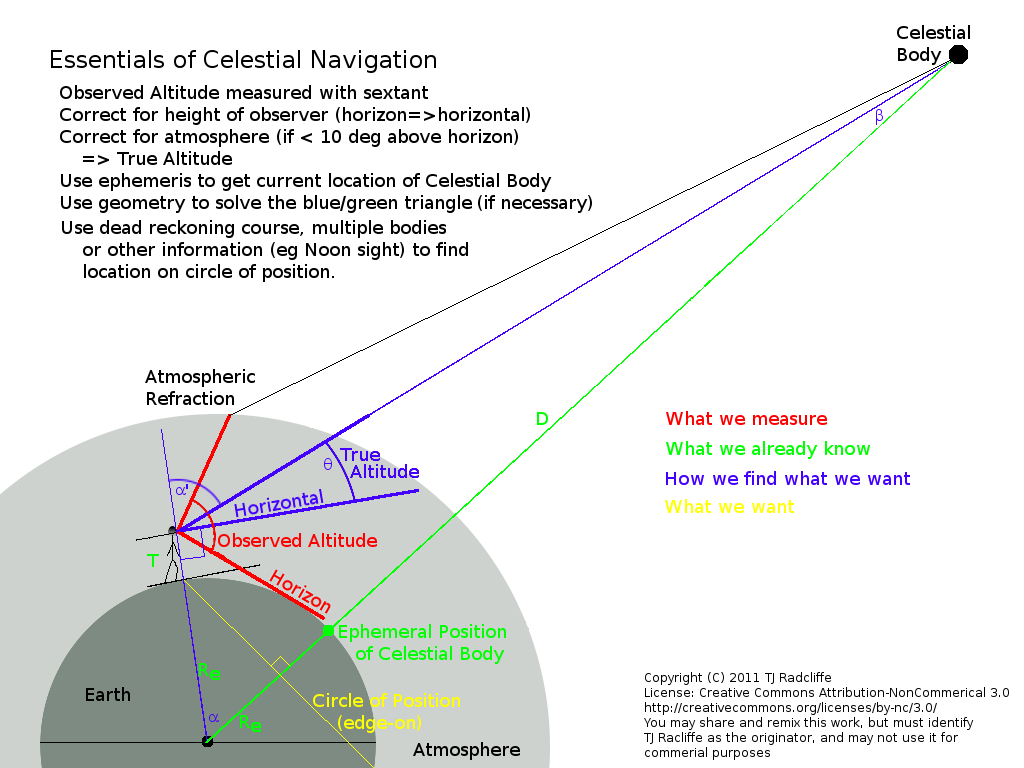 Celestial
Body
Essentials of Celestial Navigation
Observed Altitude measured with sextant
Correct for height of observer (horizon=>horizontal)
Correct for atmosphere (if < 10 deg above horizon)
=> True Altitude
Use ephemeris to get current location of Celestial Body
Use geometry to solve the blue/green triangle (if necessary)
Use dead reckoning course, multiple bodies
or other information (eg Noon sight) to find
location on circle of position.
β
Atmospheric
Refraction
D
What we measure
What we already know
How we find what we want
What we want
θ
True
Altitude
α'
Horizontal
Observed Altitude
T
Horizon
Ephemeral Position
of Celestial Body
Re
Earth
Circle of Position
(edge-on)
α
Re
Atmosphere
Copyright (C) 2011 TJ Radcliffe
License: Creative Commons Attribution-NonCommerical 3.0
http://creativecommons.org/licenses/by-nc/3.0/
You may share and remix this work, but must identify
TJ Racliffe as the originator, and may not use it for
commerial purposes